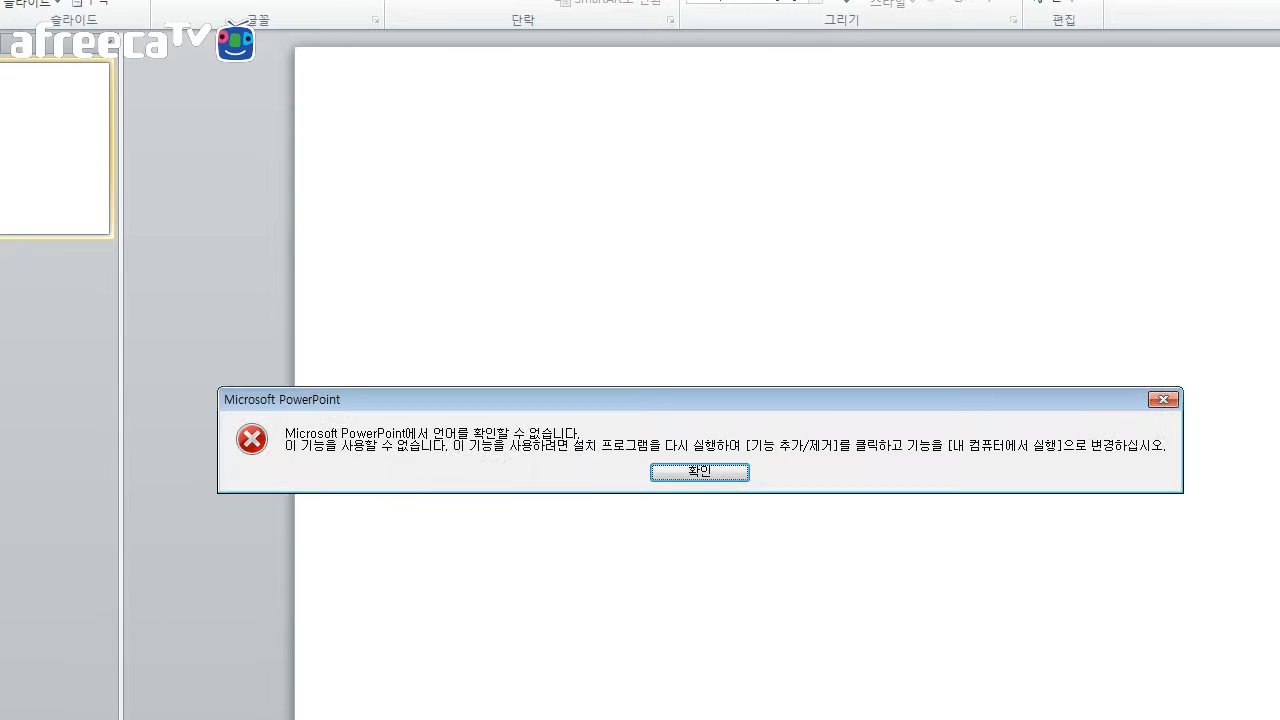 슬라이드
슬라이드
글꼴
단락
그리기
편집
afreecaTV
Microsoft PowerPoint
Microsoft PowerPoint에서 언어를 확인할 수 없습니다.
이 기능을 사용할 수 없습니다. 이 기능을 사용하려면 설치 프로그램을 다시 실행하여 [기능 추가/제거]를 클릭하고 기능을 [내 컴퓨터에서 실행]으로 변경하십시오.
확인